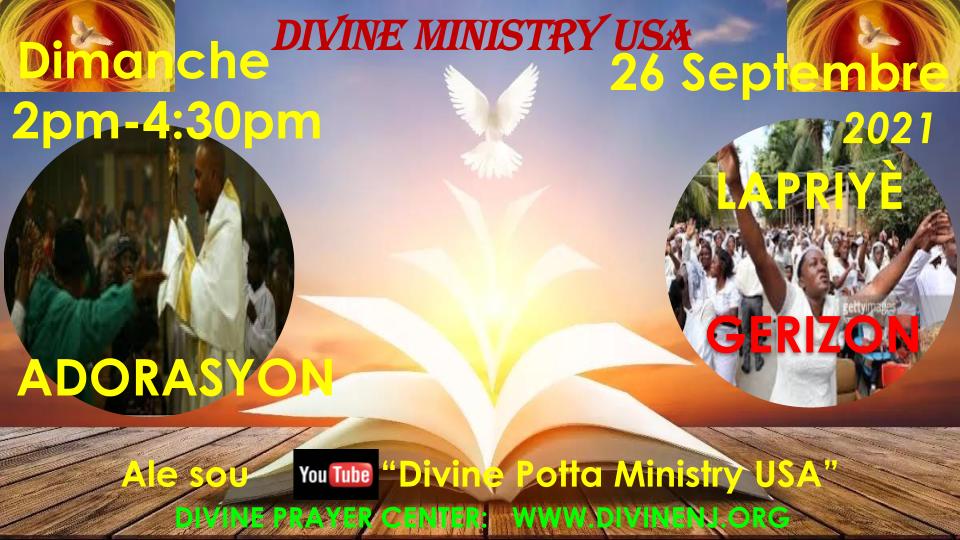 DIVINE MINISTRY USA
Dimanche
2pm-4:30pm
26 Septembre
2021
LAPRIYÈ
gettyimages
GERIZON
ADORASYON
Ale sou YouTube “Divine Potta Ministry USA”
DIVINE PRAYER CENTER: WWW.DIVINENJ.ORG